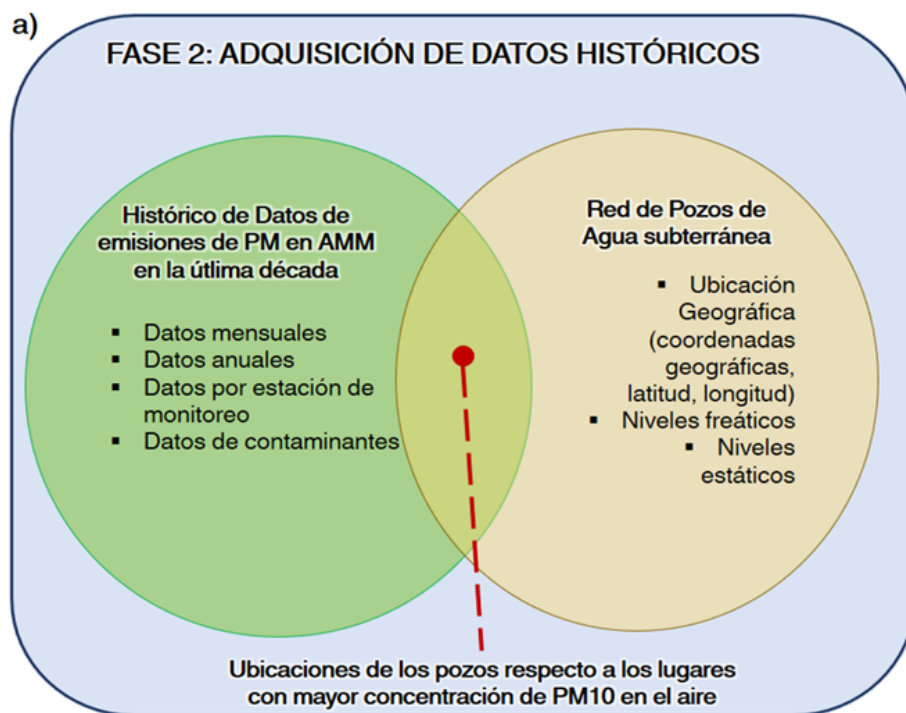 a)
FASE 2: ADQUISICIÓN DE DATOS HISTÓRICOS
Histórico de Datos de
emisiones de PM en AMM
en la útlima década
▪ Datos mensuales
▪ Datos anuales
▪ Datos por estación de
monitoreo
▪ Datos de contaminantes
Red de Pozos de
Agua subterránea
▪ Ubicación
Geográfica
(coordenadas
geográficas,
latitud, longitud)
▪ Niveles freáticos
▪ Niveles
estáticos
Ubicaciones de los pozos respecto a los lugares
con mayor concentración de PM10 en el aire